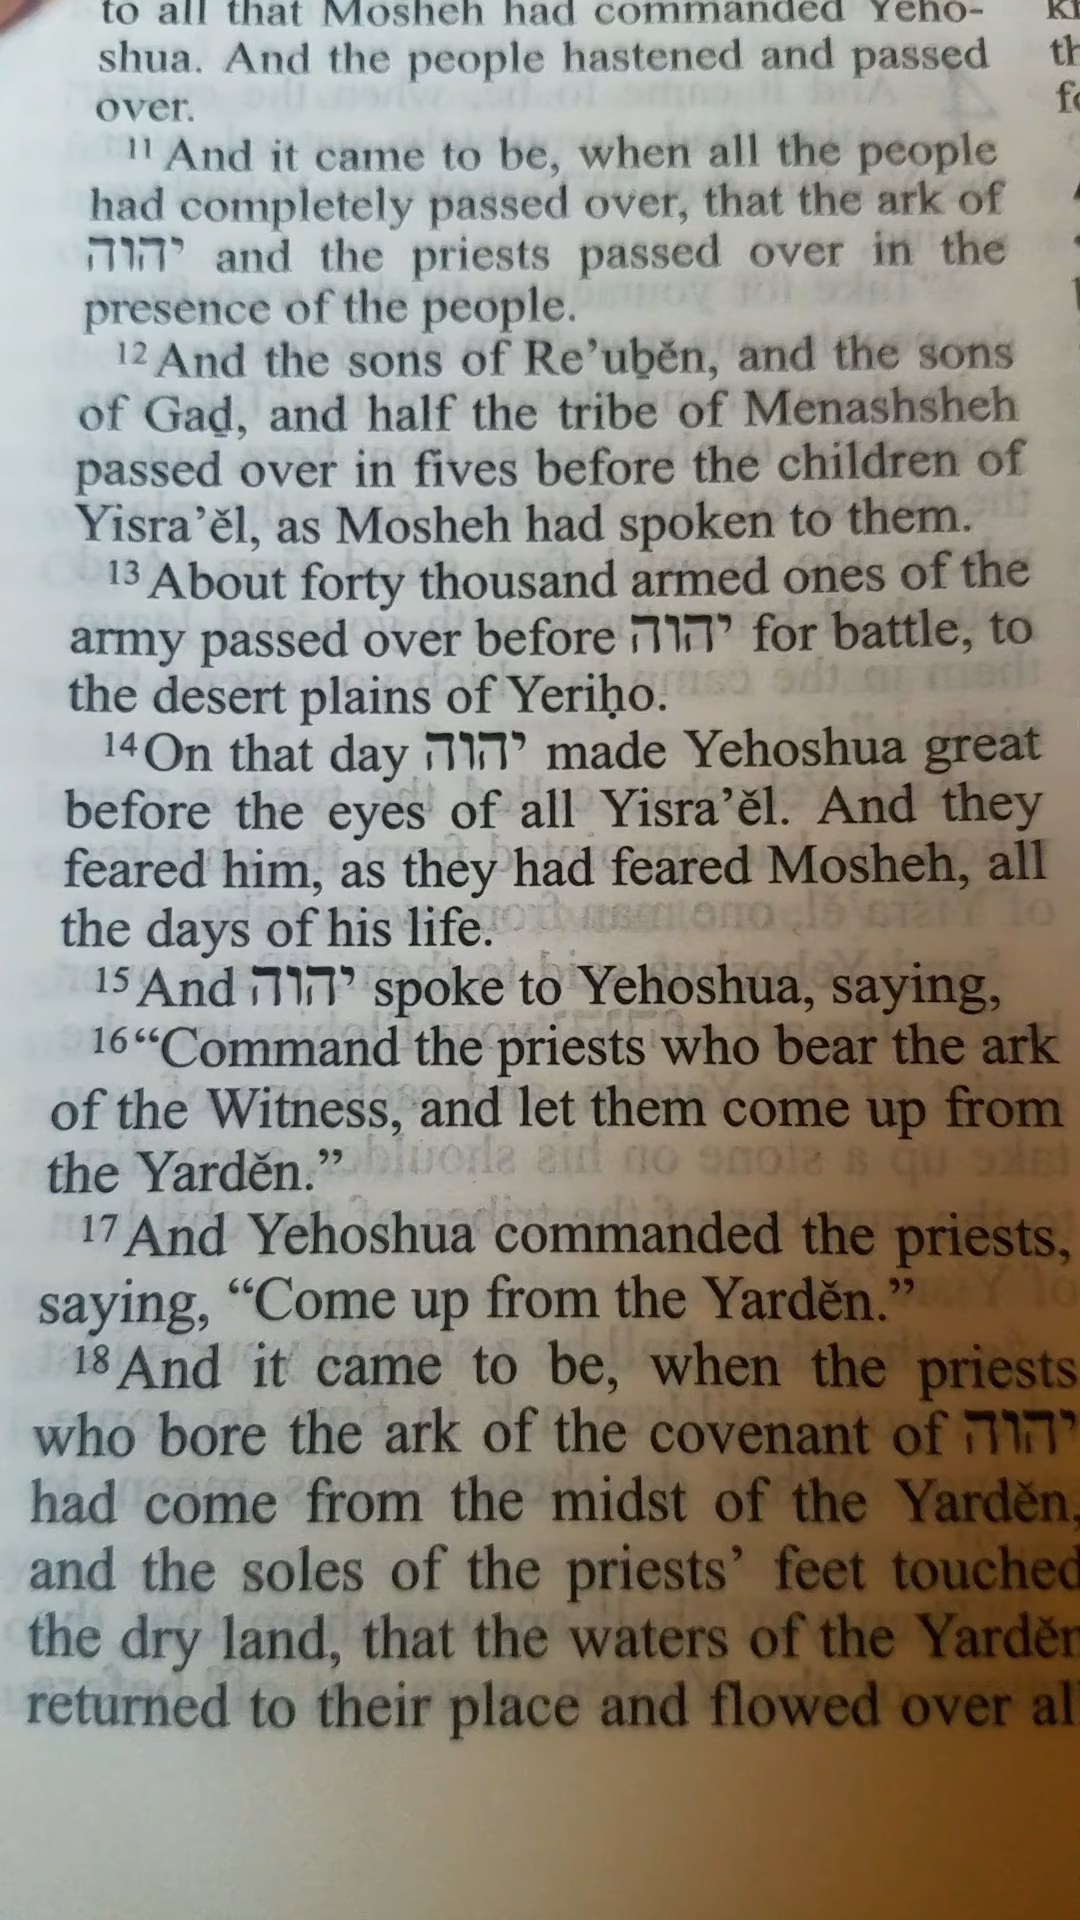 to all that Mosheh had commanded Yeho-
shua. And the people hastened and passed
over.
11 And it came to be, when all the people
had completely passed over, that the ark of
יהוה and the priests passed over in the
presence of the people.
12 And the sons of Re’uḇĕn, and the sons
of Gaḏ, and half the tribe of Menashsheh
passed over in fives before the children of
Yisra’ĕl, as Mosheh had spoken to them.
13 About forty thousand armed ones of the
army passed over before יהוה for battle, to
the desert plains of Yeriḥo.
14 On that day יהוה made Yehoshua great
before the eyes of all Yisra’ĕl. And they
feared him, as they had feared Mosheh, all
the days of his life.
15 And יהוה spoke to Yehoshua, saying,
16 “Command the priests who bear the ark
of the Witness, and let them come up from
the Yardĕn.”
17 And Yehoshua commanded the priests,
saying, “Come up from the Yardĕn.”
18 And it came to be, when the priests
who bore the ark of the covenant of יהוה
had come from the midst of the Yardĕn,
and the soles of the priests’ feet touched
the dry land, that the waters of the Yardĕn
returned to their place and flowed over al